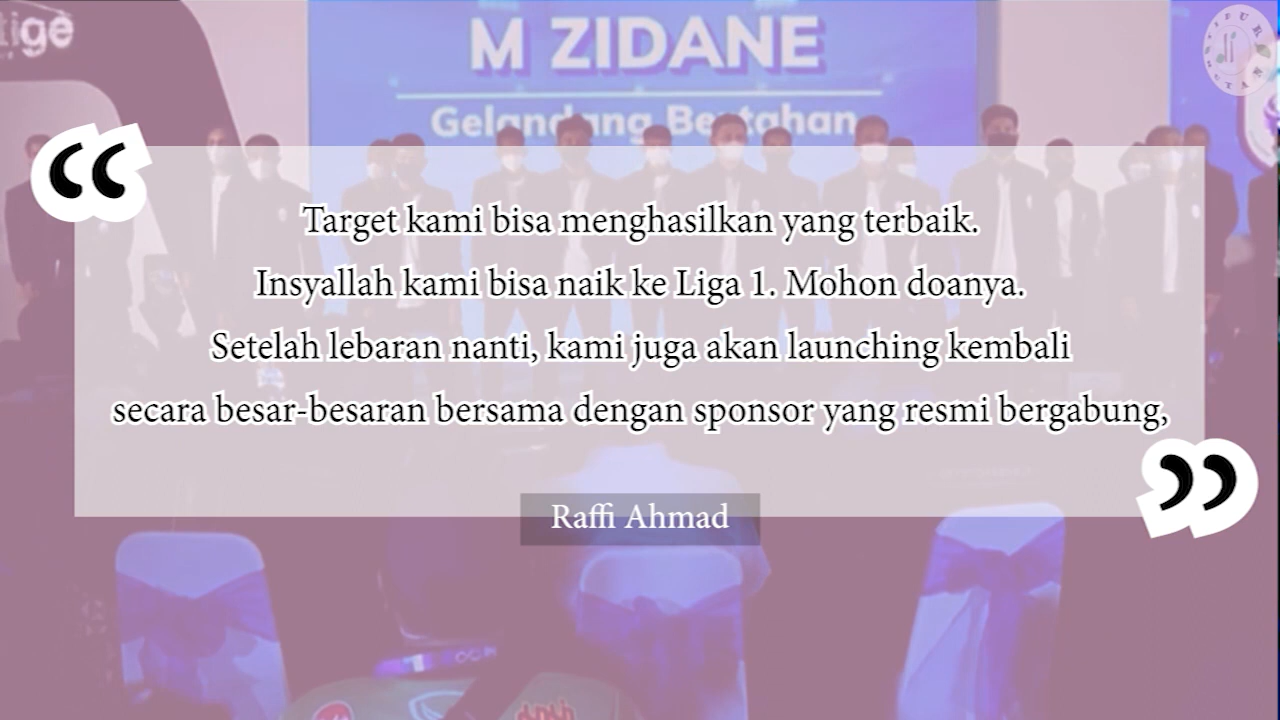 ige
M ZIDANE
Gelandang Bertahan
Target kami bisa menghasilkan yang terbaik.
Insyallah kami bisa naik ke Liga 1. Mohon doanya.
Setelah lebaran nanti, kami juga akan launching kembali
secara besar-besaran bersama dengan sponsor yang resmi bergabung,
Raffi Ahmad